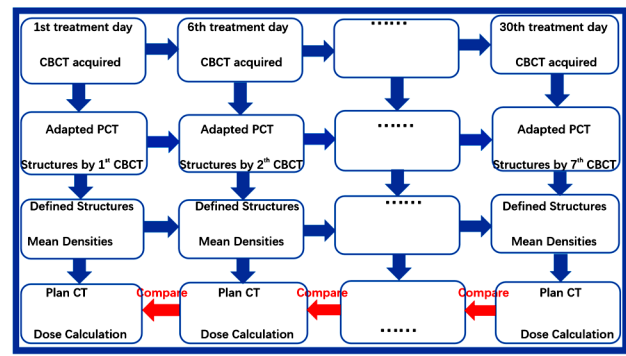 1st treatment day
CBCT acquired
6th treatment day
CBCT acquired
......
30th treatment day
CBCT acquired
Adapted PCT
Structures by 1st CBCT
Adapted PCT
Structures by 2th CBCT
......
Adapted PCT
Structures by 7th CBCT
Defined Structures
Mean Densities
Defined Structures
Mean Densities
......
Defined Structures
Mean Densities
Plan CT
Dose Calculation
Compare
Plan CT
Dose Calculation
Compare
......
Compare
Plan CT
Dose Calculation